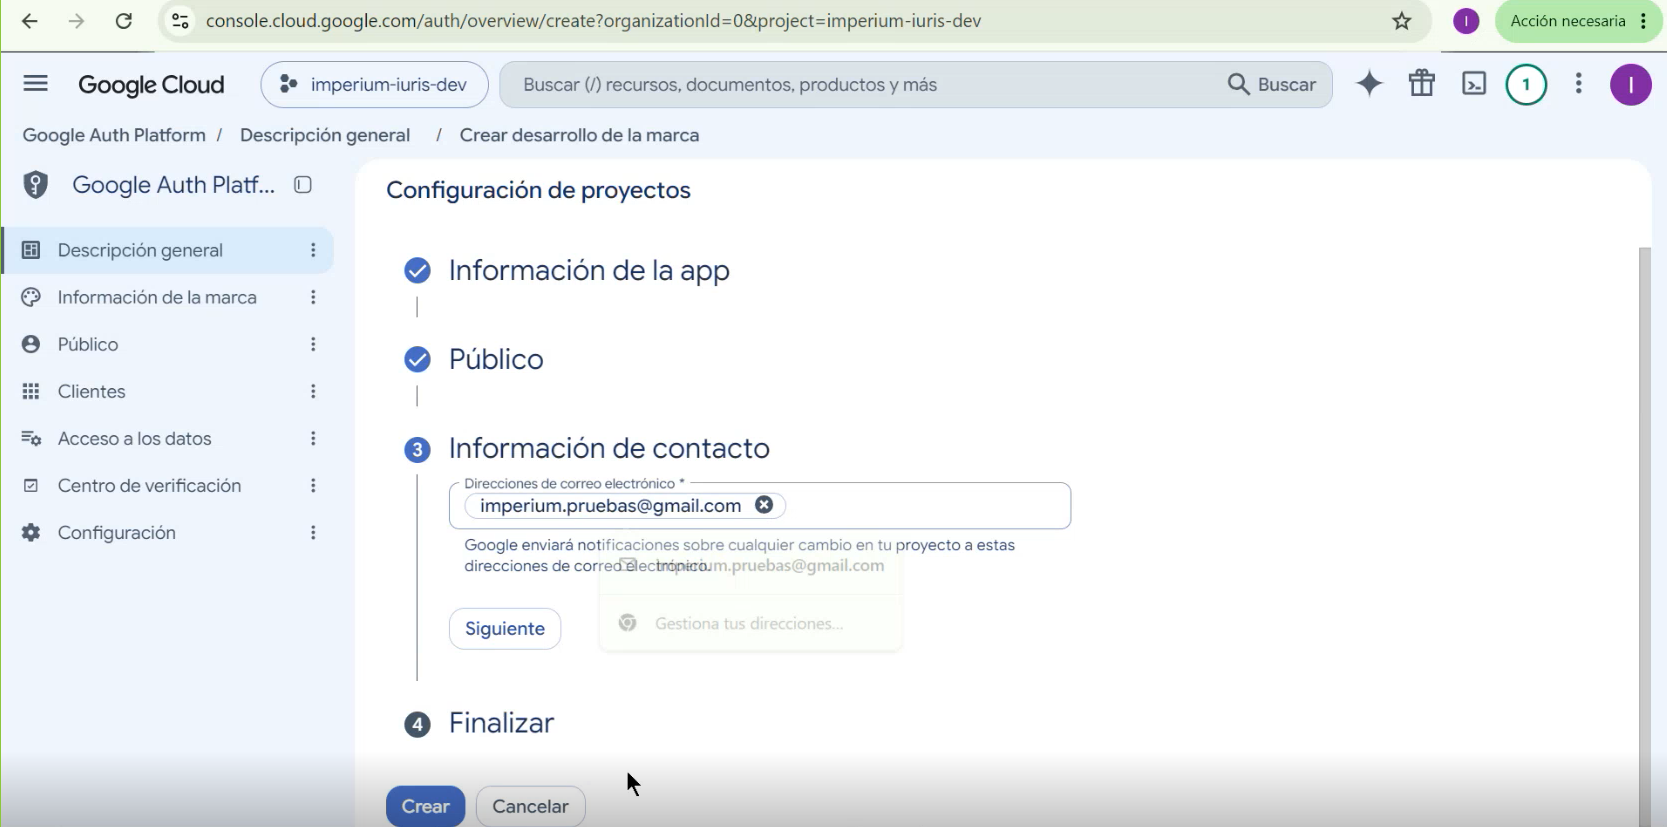 console.cloud.google.com/auth/overview/create?organizationId=0&project=imperium-iuris-dev
I
Acción necesaria
Google Cloud
imperium-iuris-dev
Buscar (/) recursos, documentos, productos y más
Buscar
1
I
Google Auth Platform / Descripción general / Crear desarrollo de la marca
Google Auth Platf...
Configuración de proyectos
Descripción general
Información de la marca
Público
Clientes
Acceso a los datos
Centro de verificación
Configuración
Información de la app
Público
3 Información de contacto
Direcciones de correo electrónico *
imperium.pruebas@gmail.com
Google enviará notificaciones sobre cualquier cambio en tu proyecto a estas
direcciones de correo electrónico.
imperium.pruebas@gmail.com
Gestiona tus direcciones...
Siguiente
4 Finalizar
Crear
Cancelar